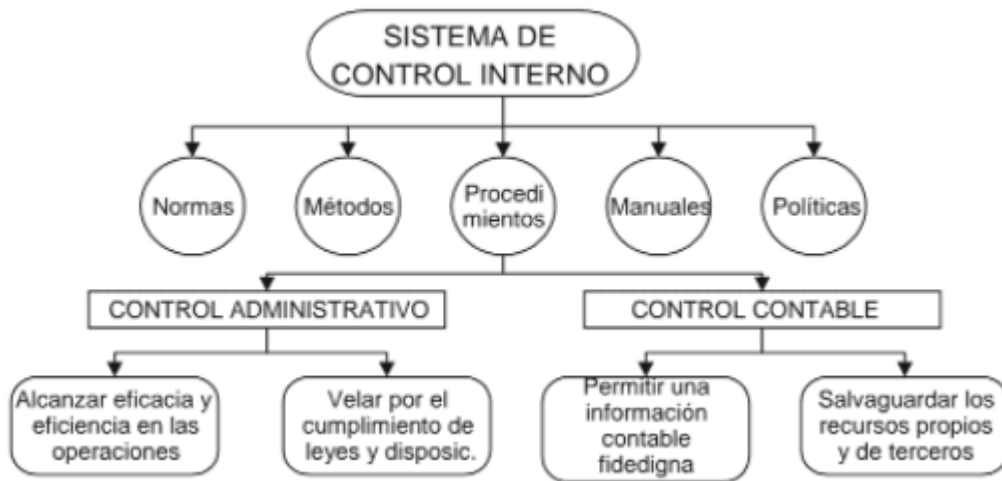 SISTEMA DE
CONTROL INTERNO
Normas
Métodos
Procedi
mientos
Manuales
Políticas
CONTROL ADMINISTRATIVO
CONTROL CONTABLE
Alcanzar eficacia y
eficiencia en las
operaciones
Velar por el
cumplimiento de
leyes y disposic.
Permitir una
información
contable
fidedigna
Salvaguardar los
recursos propios
y de terceros